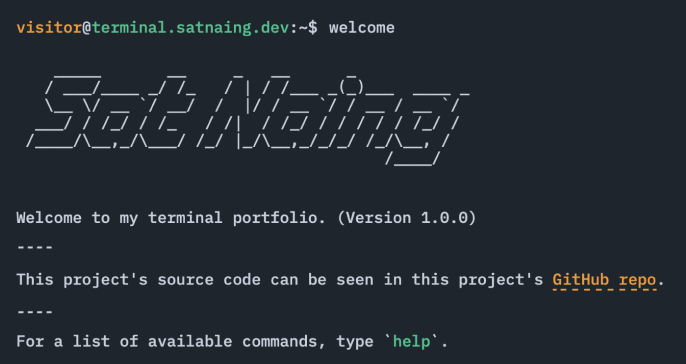 visitor@terminal.satnaing.dev:~$ welcome
Sat Naing
Welcome to my terminal portfolio. (Version 1.0.0)
----
This project's source code can be seen in this project's GitHub repo.
----
For a list of available commands, type `help`.